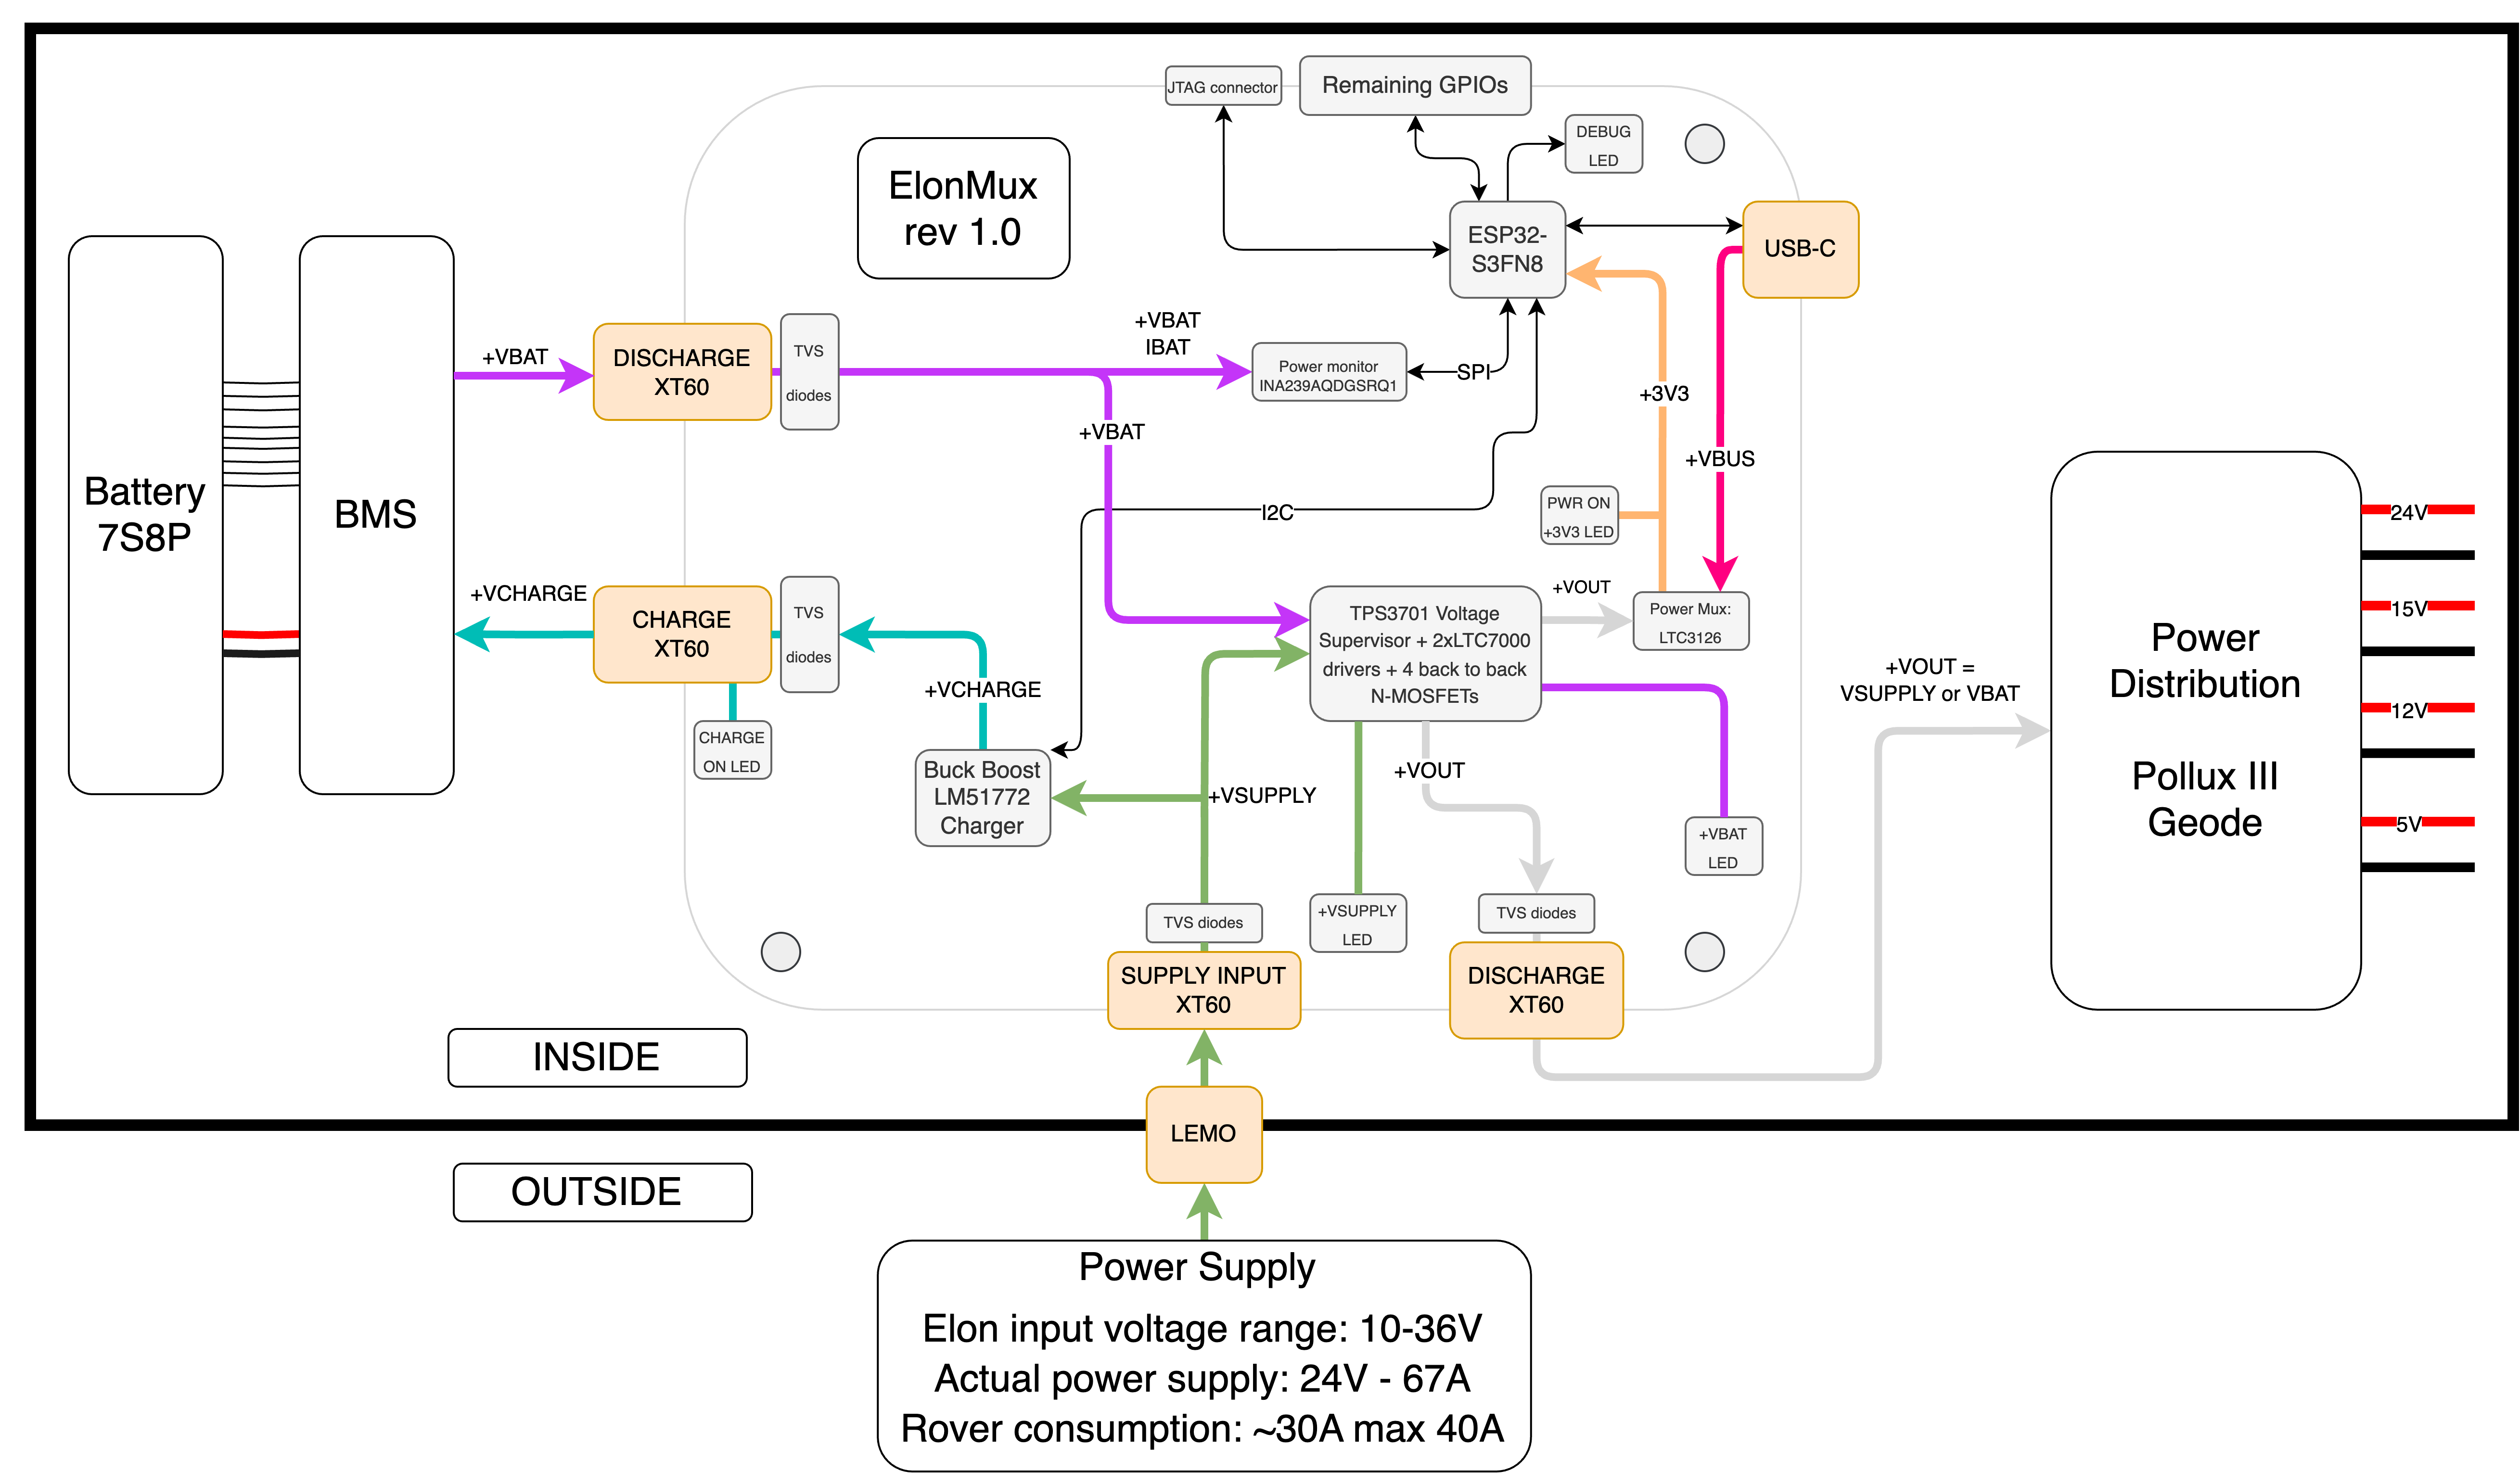 JTAG connector
Remaining GPIOs
DEBUG
LED
ElonMux
rev 1.0
ESP32-
S3FN8
USB-C
Battery
7S8P
BMS
+VBAT
DISCHARGE
XT60
TVS
diodes
+VBAT
IBAT
Power monitor
INA239AQDGSRQ1
SPI
+3V3
+VBAT
+VBUS
I2C
PWR ON
+3V3 LED
+VCHARGE
CHARGE
XT60
TVS
diodes
CHARGE
ON LED
+VCHARGE
Buck Boost
LM51772
Charger
+VSUPPLY
TPS3701 Voltage
Supervisor + 2xLTC7000
drivers + 4 back to back
N-MOSFETs
+VOUT
Power Mux:
LTC3126
+VOUT
+VBAT
LED
+VSUPPLY
LED
TVS diodes
TVS diodes
SUPPLY INPUT
XT60
DISCHARGE
XT60
+VOUT =
VSUPPLY or VBAT
Power
Distribution
Pollux III
Geode
24V
15V
12V
5V
INSIDE
LEMO
OUTSIDE
Power Supply
Elon input voltage range: 10-36V
Actual power supply: 24V - 67A
Rover consumption: ~30A max 40A